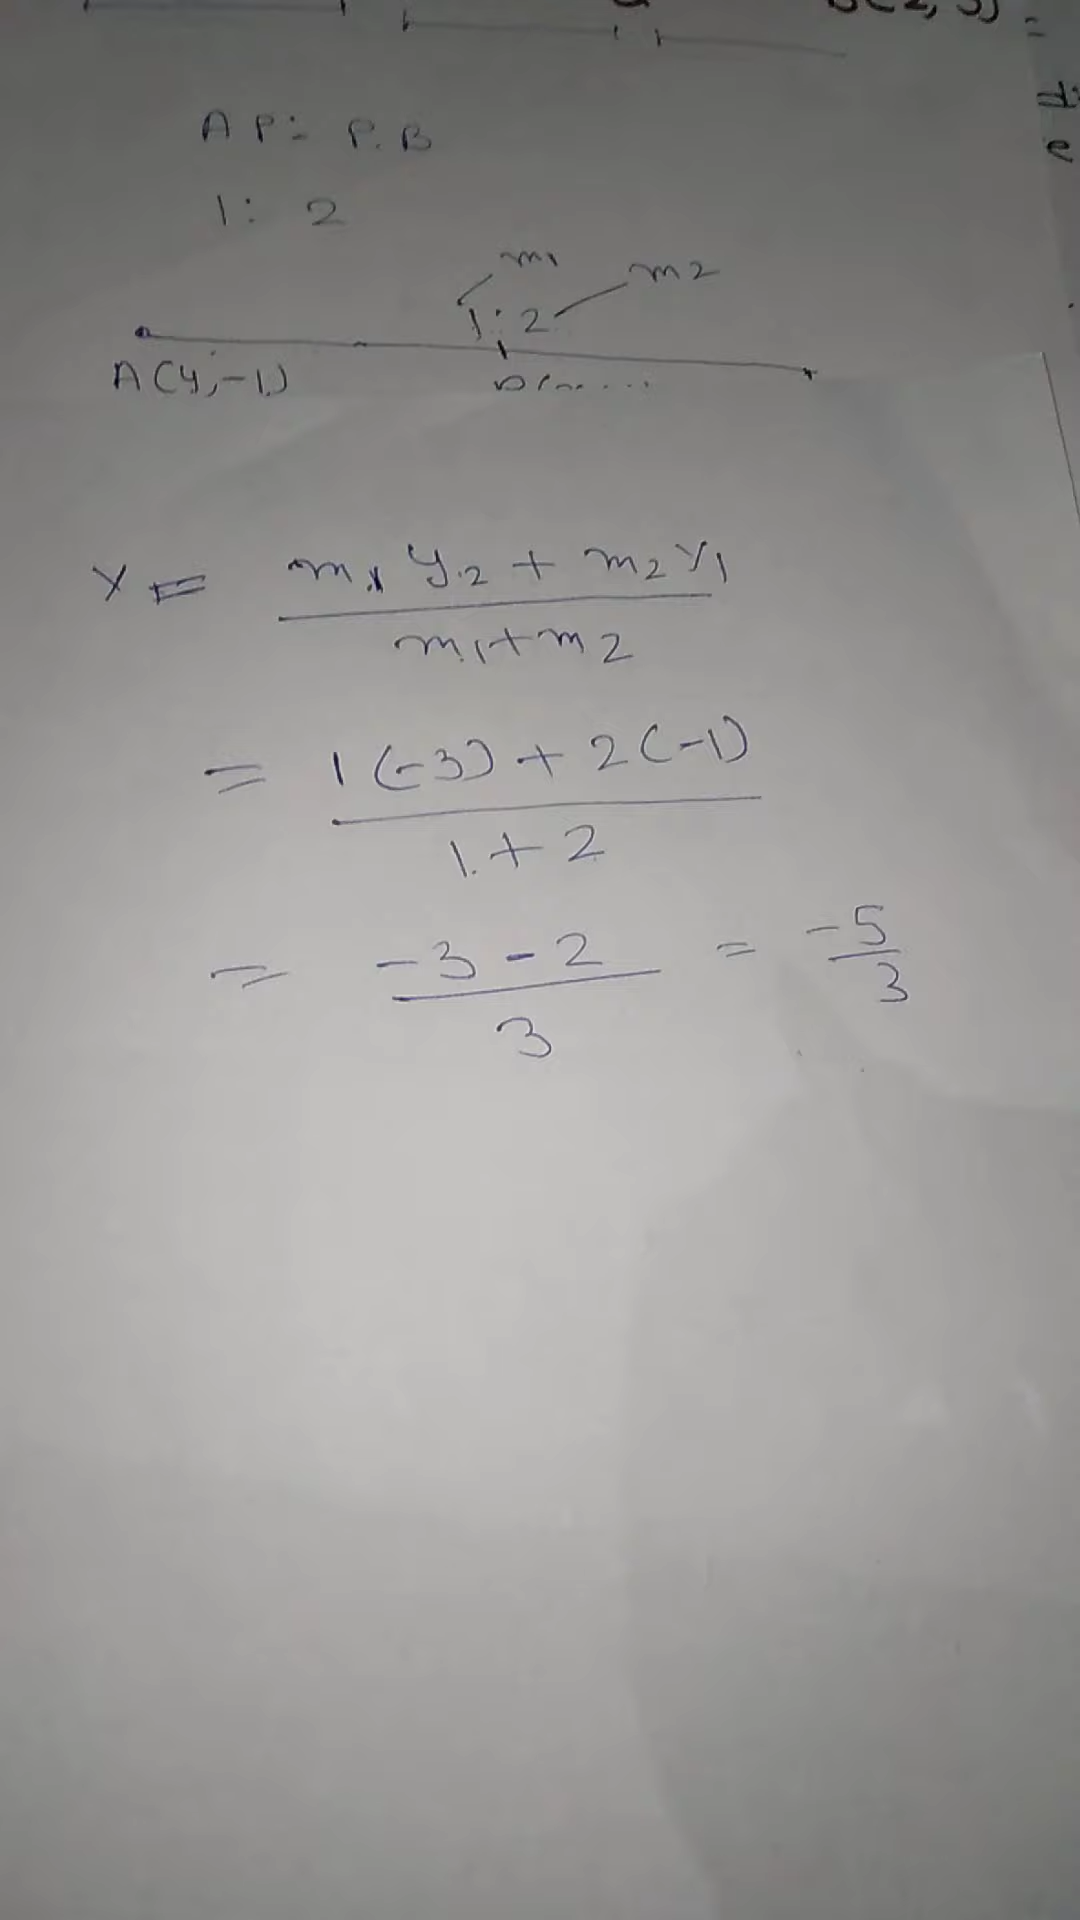 AP : P.B
1 : 2
m1 m2
1 : 2
A(4,-1)
y = m1 y2 + m2 y1
m1 + m2
= 1(-3) + 2(-1)
1 + 2
= -3 - 2 = -5
3 3